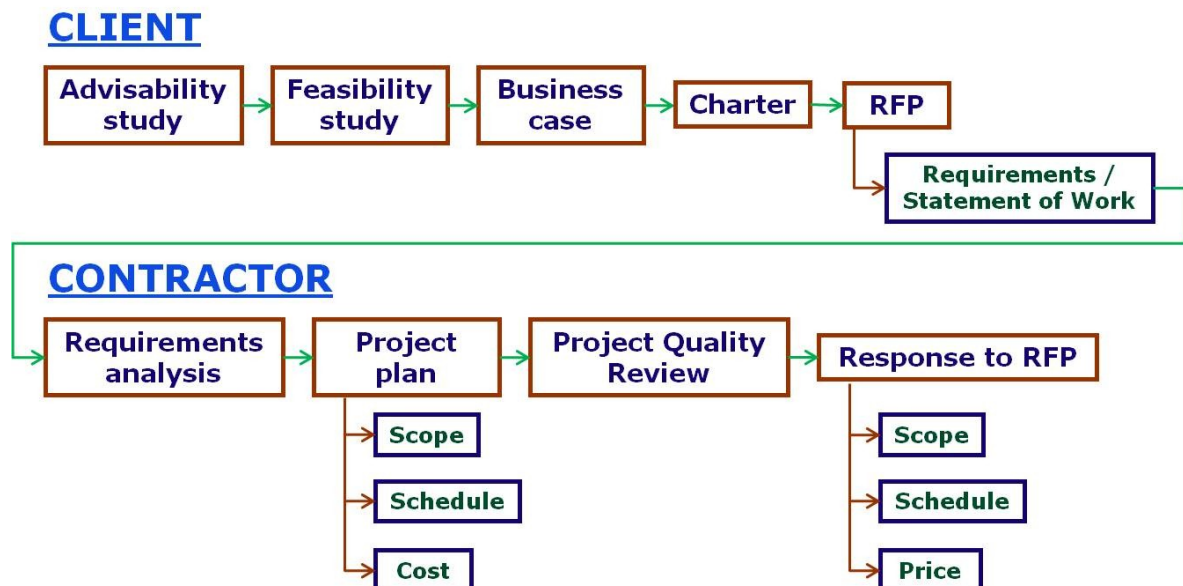 CLIENT
Advisability
study
Feasibility
study
Business
case
Charter
RFP
Requirements /
Statement of Work
CONTRACTOR
Requirements
analysis
Project
plan
Project Quality
Review
Response to RFP
Scope
Schedule
Cost
Scope
Schedule
Price